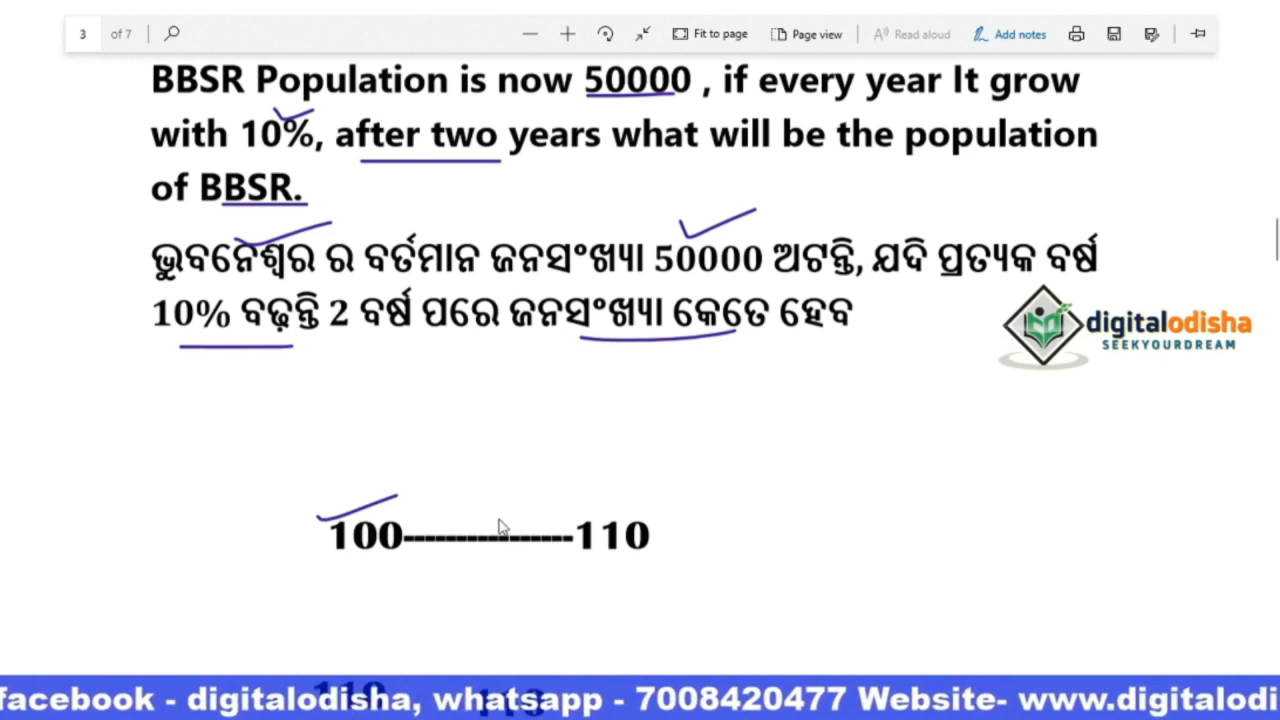 3 of 7 Fit to page Page view Read aloud Add notes
BBSR Population is now 50000 , if every year It grow
with 10%, after two years what will be the population
of BBSR.
ଭୁବନେଶ୍ୱର ର ବର୍ତମାନ ଜନସଂଖ୍ୟା 50000 ଅଟନ୍ତି, ଯଦି ପ୍ରତ୍ୟକ ବର୍ଷ
10% ବଢ଼ନ୍ତି 2 ବର୍ଷ ପରେ ଜନସଂଖ୍ୟା କେତେ ହେବ
digitalodisha
SEEKYOURDREAM
100----------------110
facebook - digitalodisha, whatsapp - 7008420477 Website- www.digitalodi